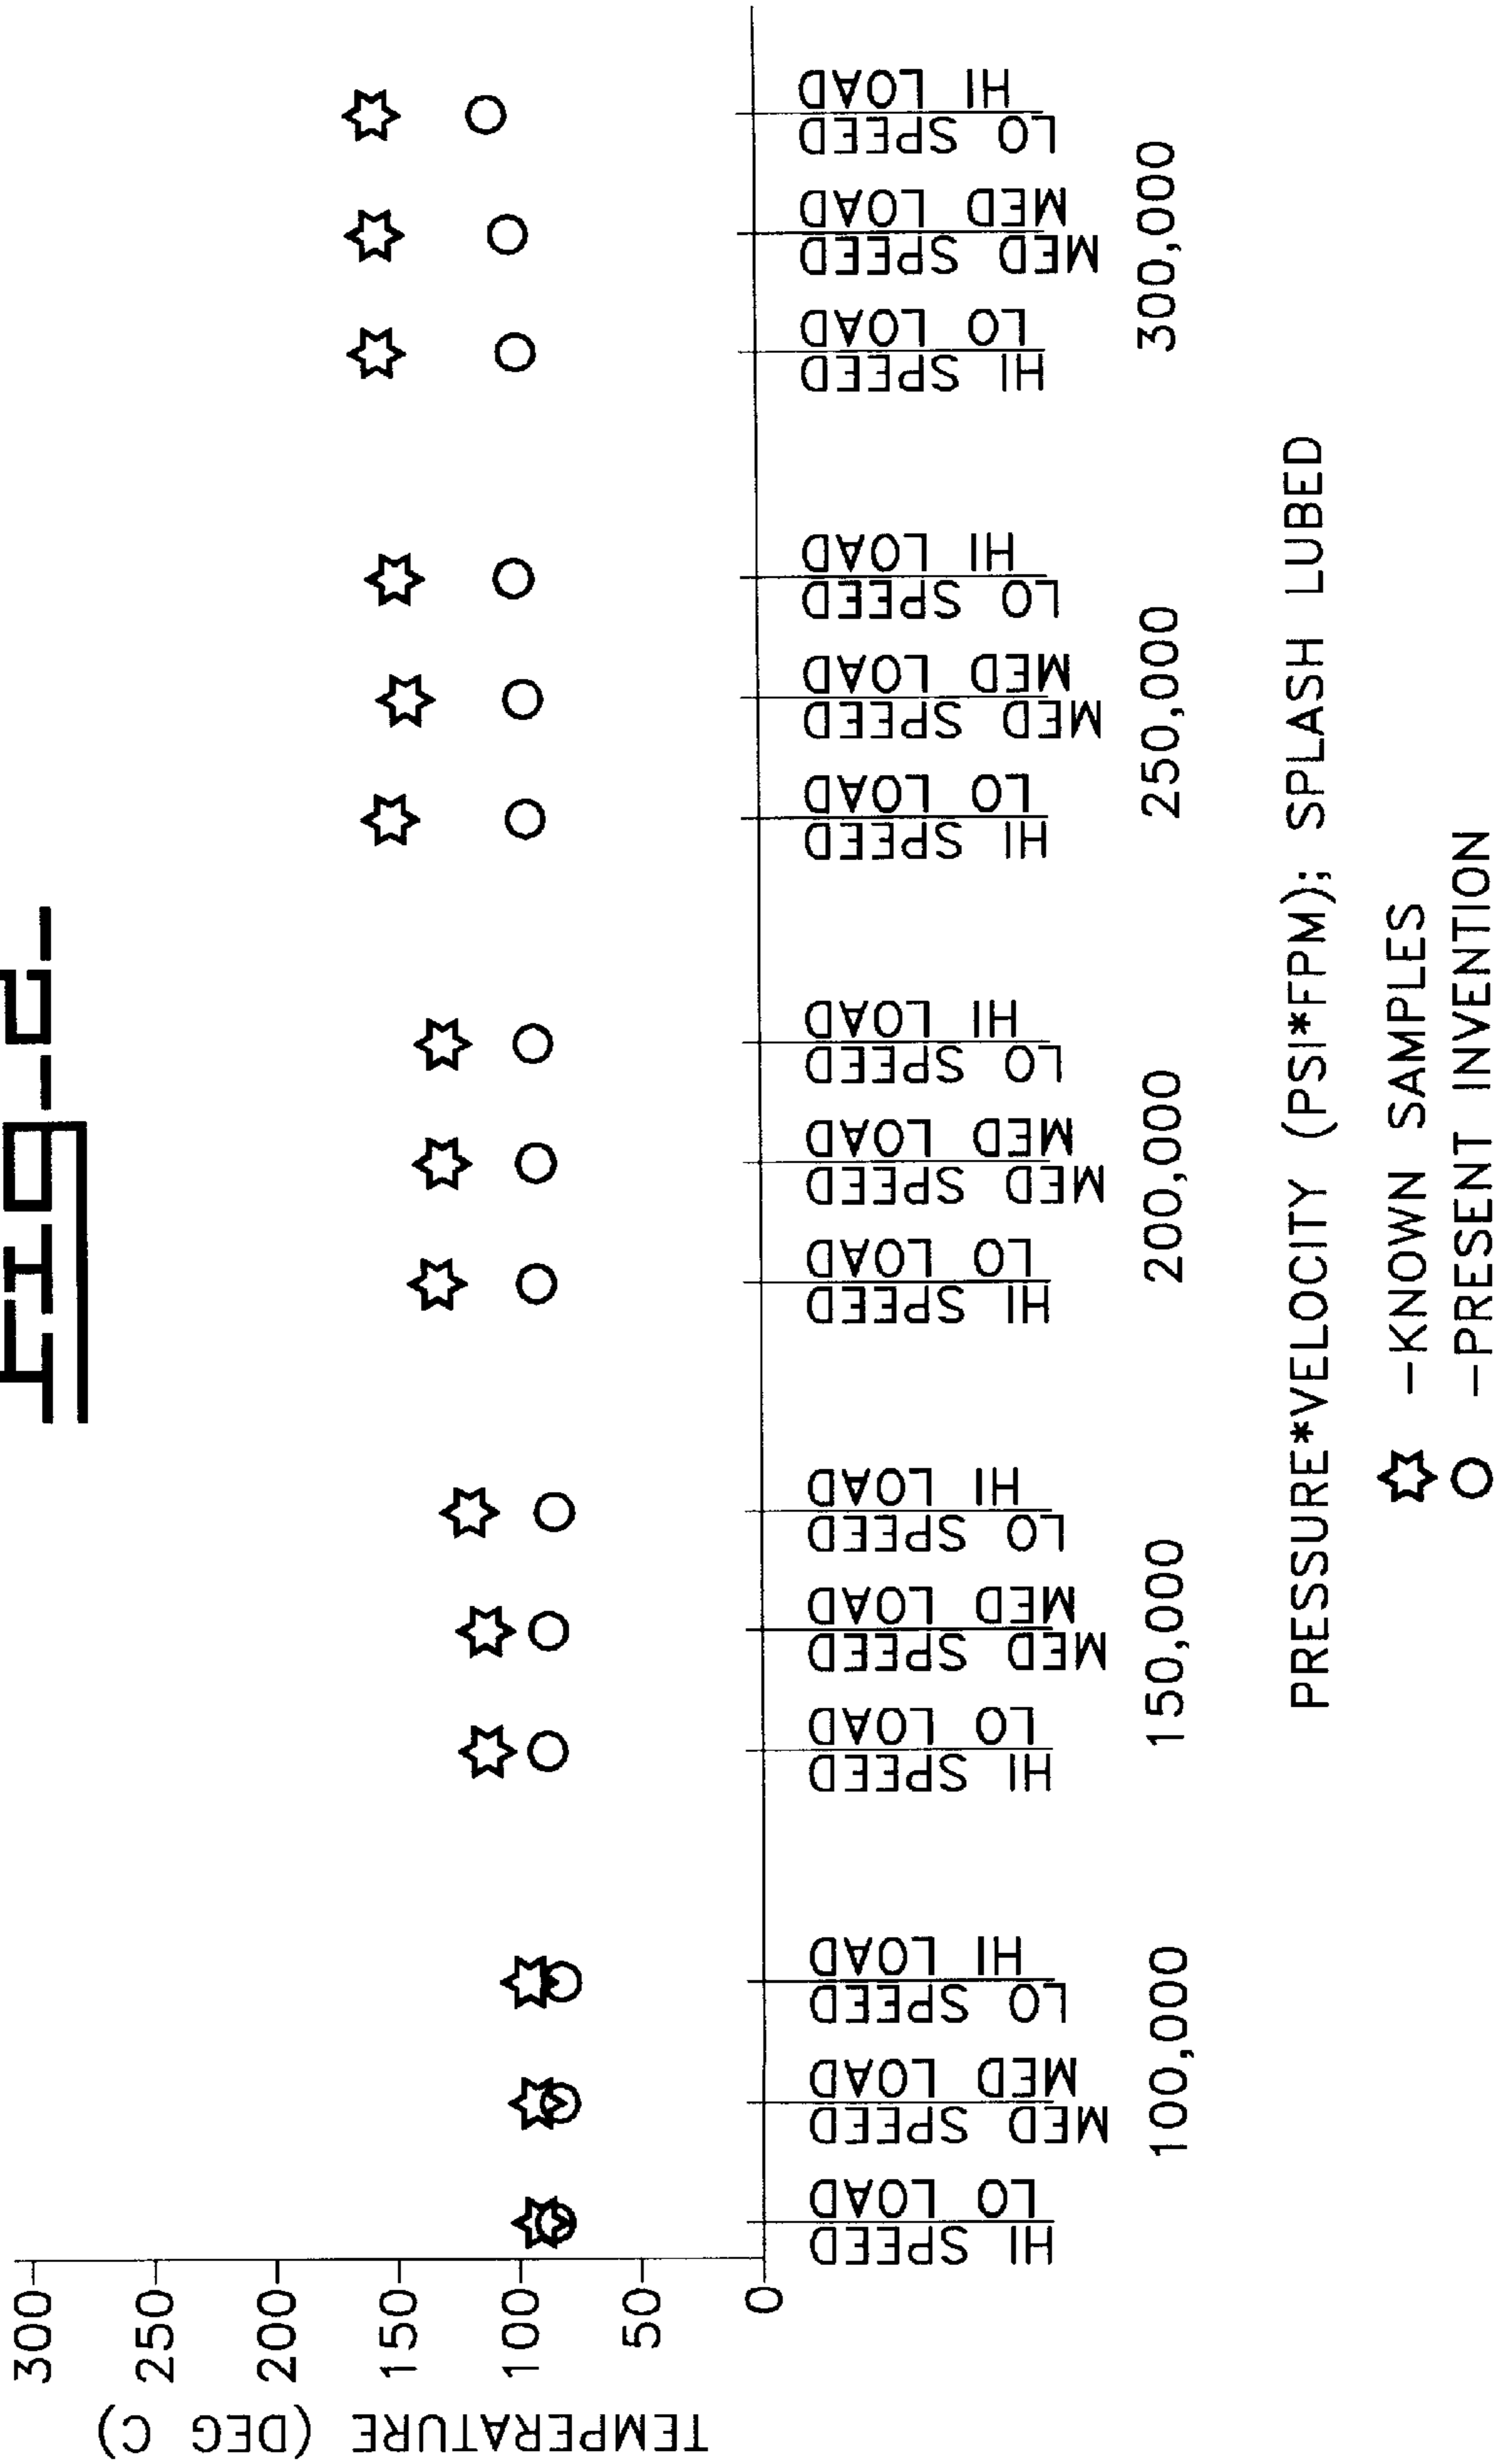 Fig-2-
TEMPERATURE (DEG C)
300
250
200
150
100
50
0
HI SPEED
LO LOAD
MED SPEED
MED LOAD
LO SPEED
HI LOAD
100,000
HI SPEED
LO LOAD
MED SPEED
MED LOAD
LO SPEED
HI LOAD
150,000
HI SPEED
LO LOAD
MED SPEED
MED LOAD
LO SPEED
HI LOAD
200,000
HI SPEED
LO LOAD
MED SPEED
MED LOAD
LO SPEED
HI LOAD
250,000
HI SPEED
LO LOAD
MED SPEED
MED LOAD
LO SPEED
HI LOAD
300,000
PRESSURE*VELOCITY (PSI*FPM); SPLASH LUBED
-KNOWN SAMPLES
-PRESENT INVENTION